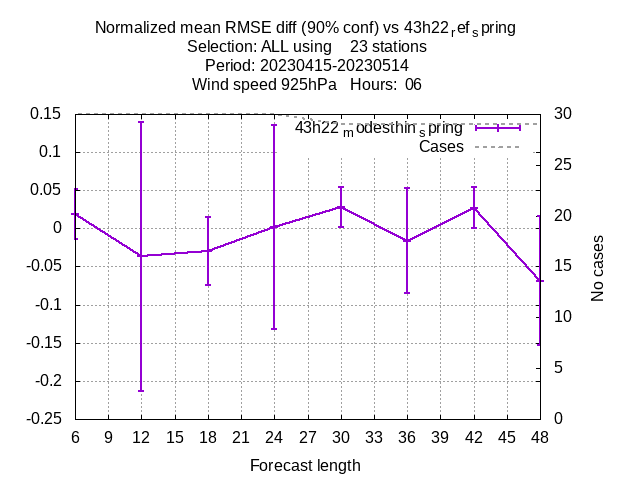 Normalized mean RMSE diff (90% conf) vs 43h22ref spring
Selection: ALL using 23 stations
Period: 20230415-20230514
Wind speed 925hPa Hours: 06
0.15
0.1
0.05
0
-0.05
-0.1
-0.15
-0.2
-0.25
43h22modesthinspring
Cases
30
25
20
15
10
5
0
No cases
6 9 12 15 18 21 24 27 30 33 36 39 42 45 48
Forecast length